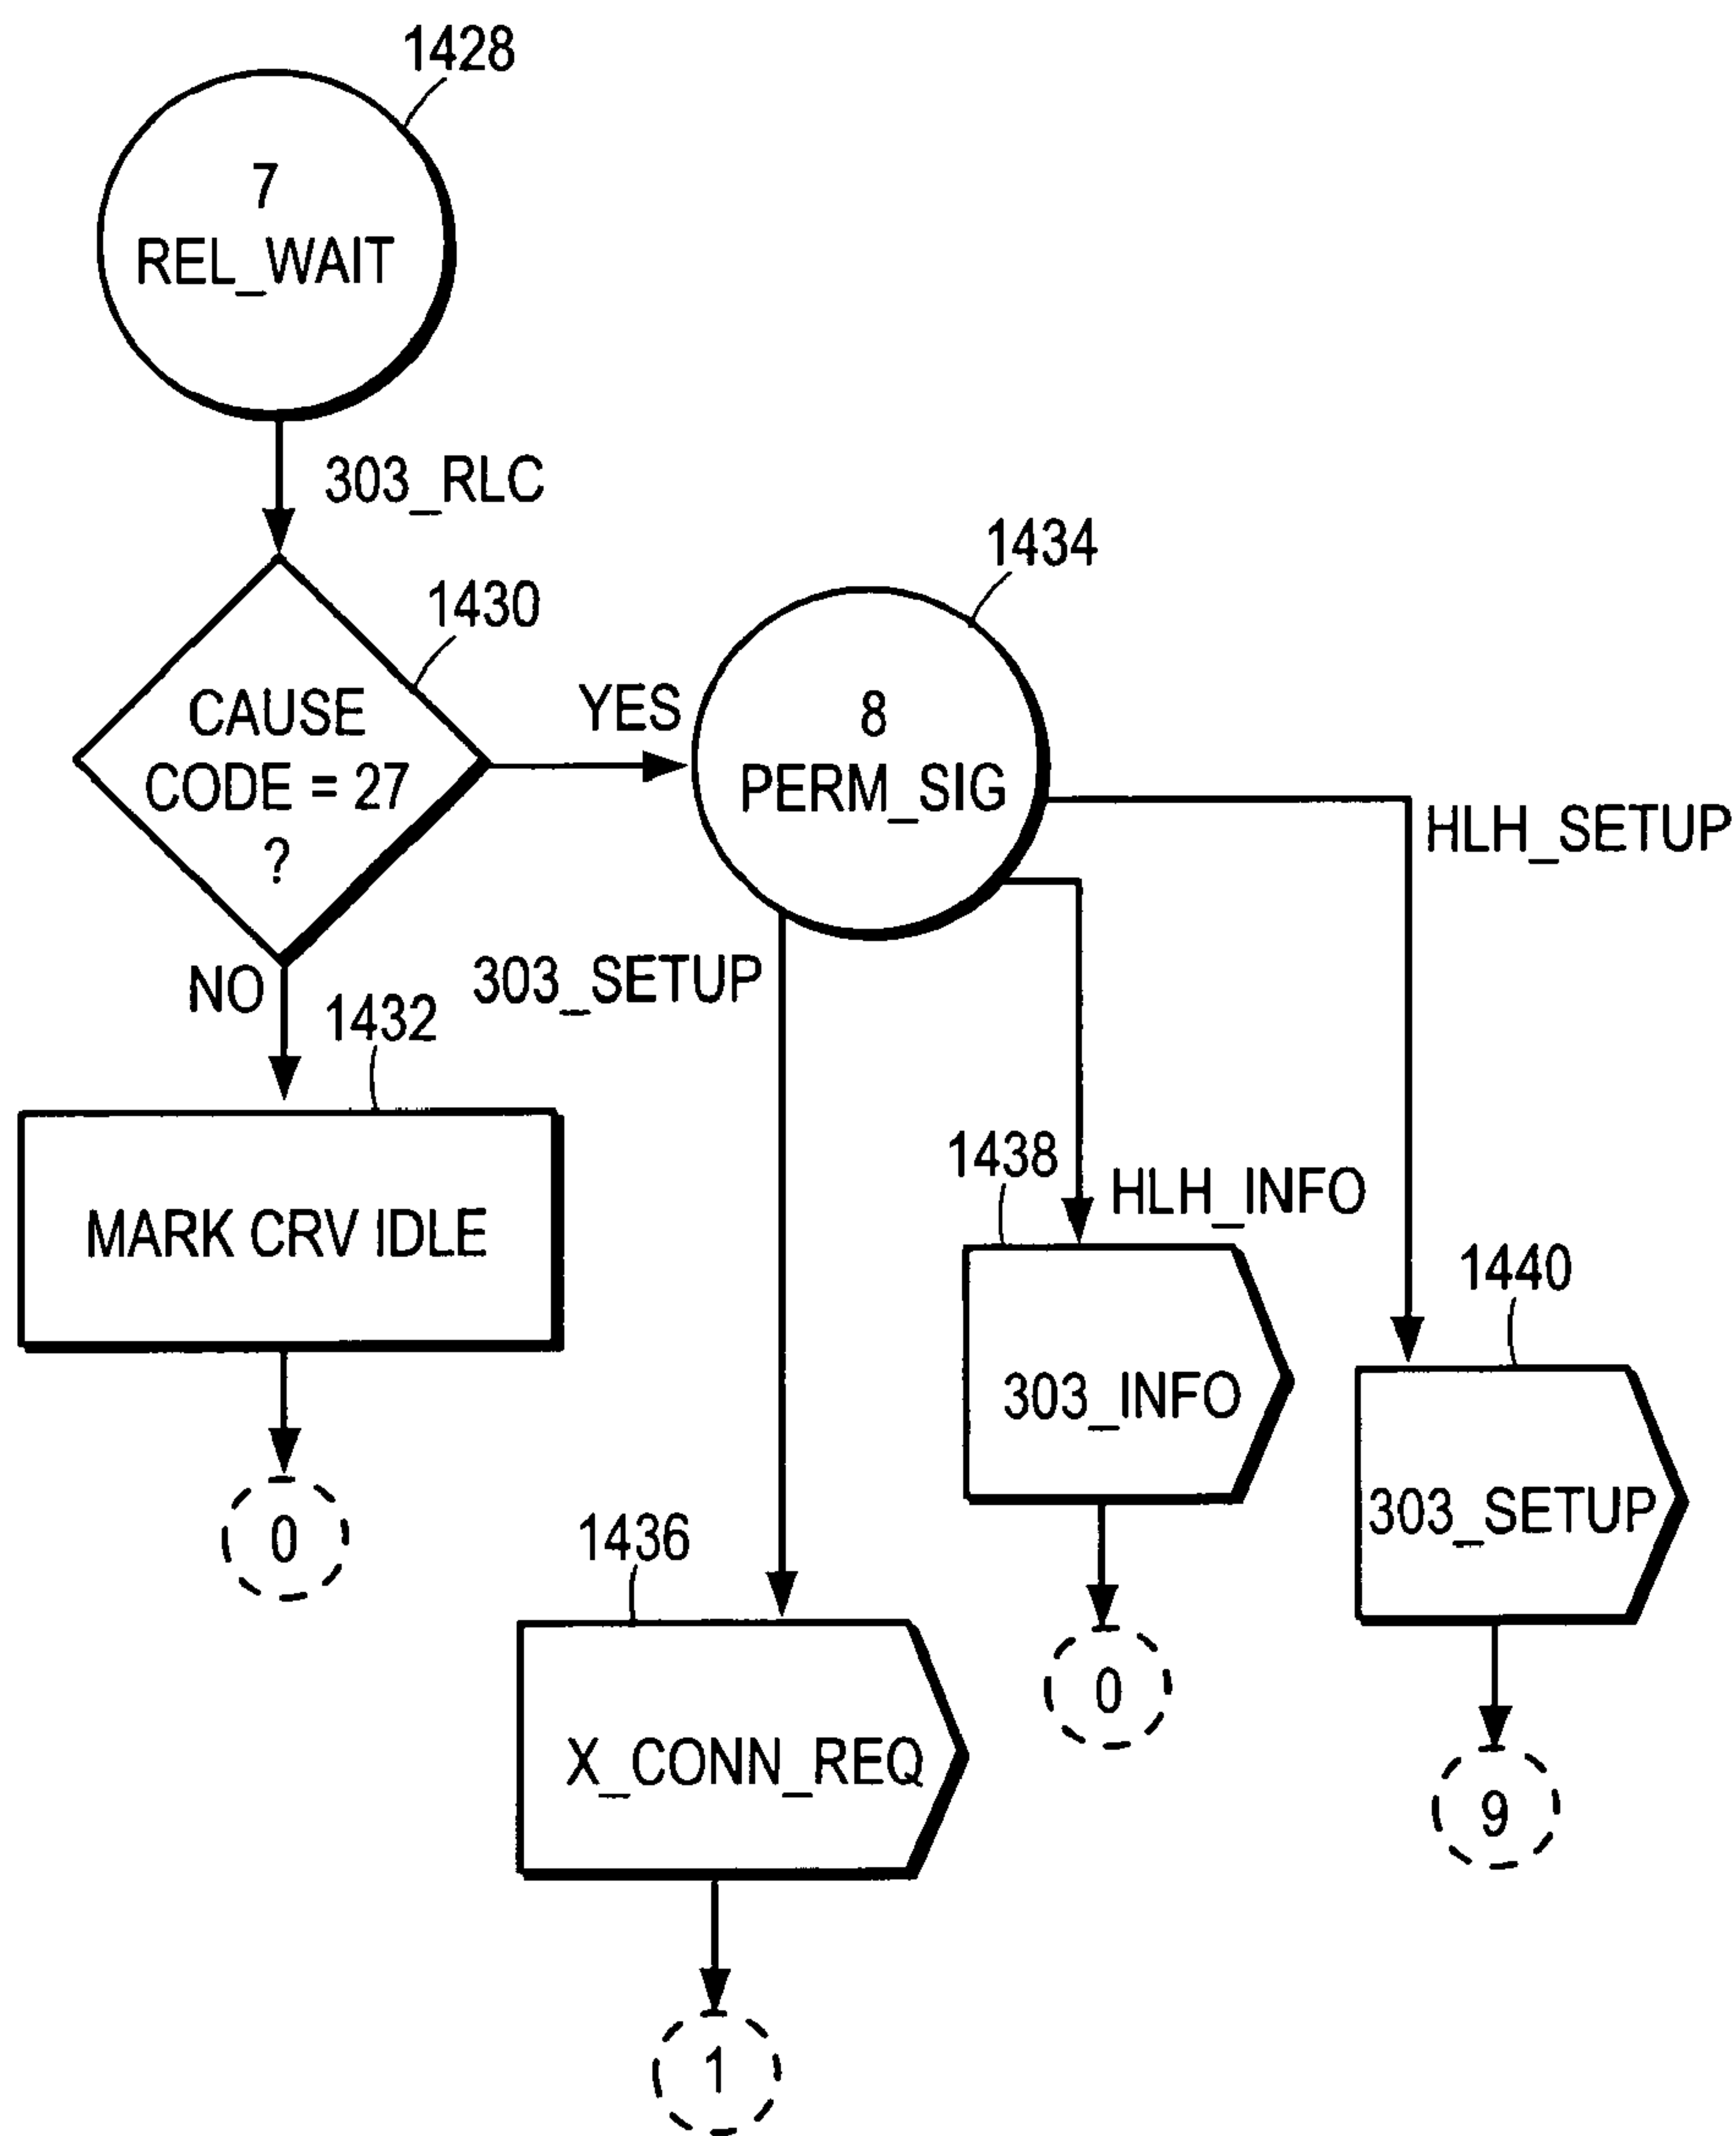 1428
7
REL_WAIT
303_RLC
1430
CAUSE
CODE = 27
?
YES
NO
1434
8
PERM_SIG
HLH_SETUP
303_SETUP
1432
MARK CRV IDLE
0
1438
HLH_INFO
303_INFO
0
1440
303_SETUP
9
1436
X_CONN_REQ
1